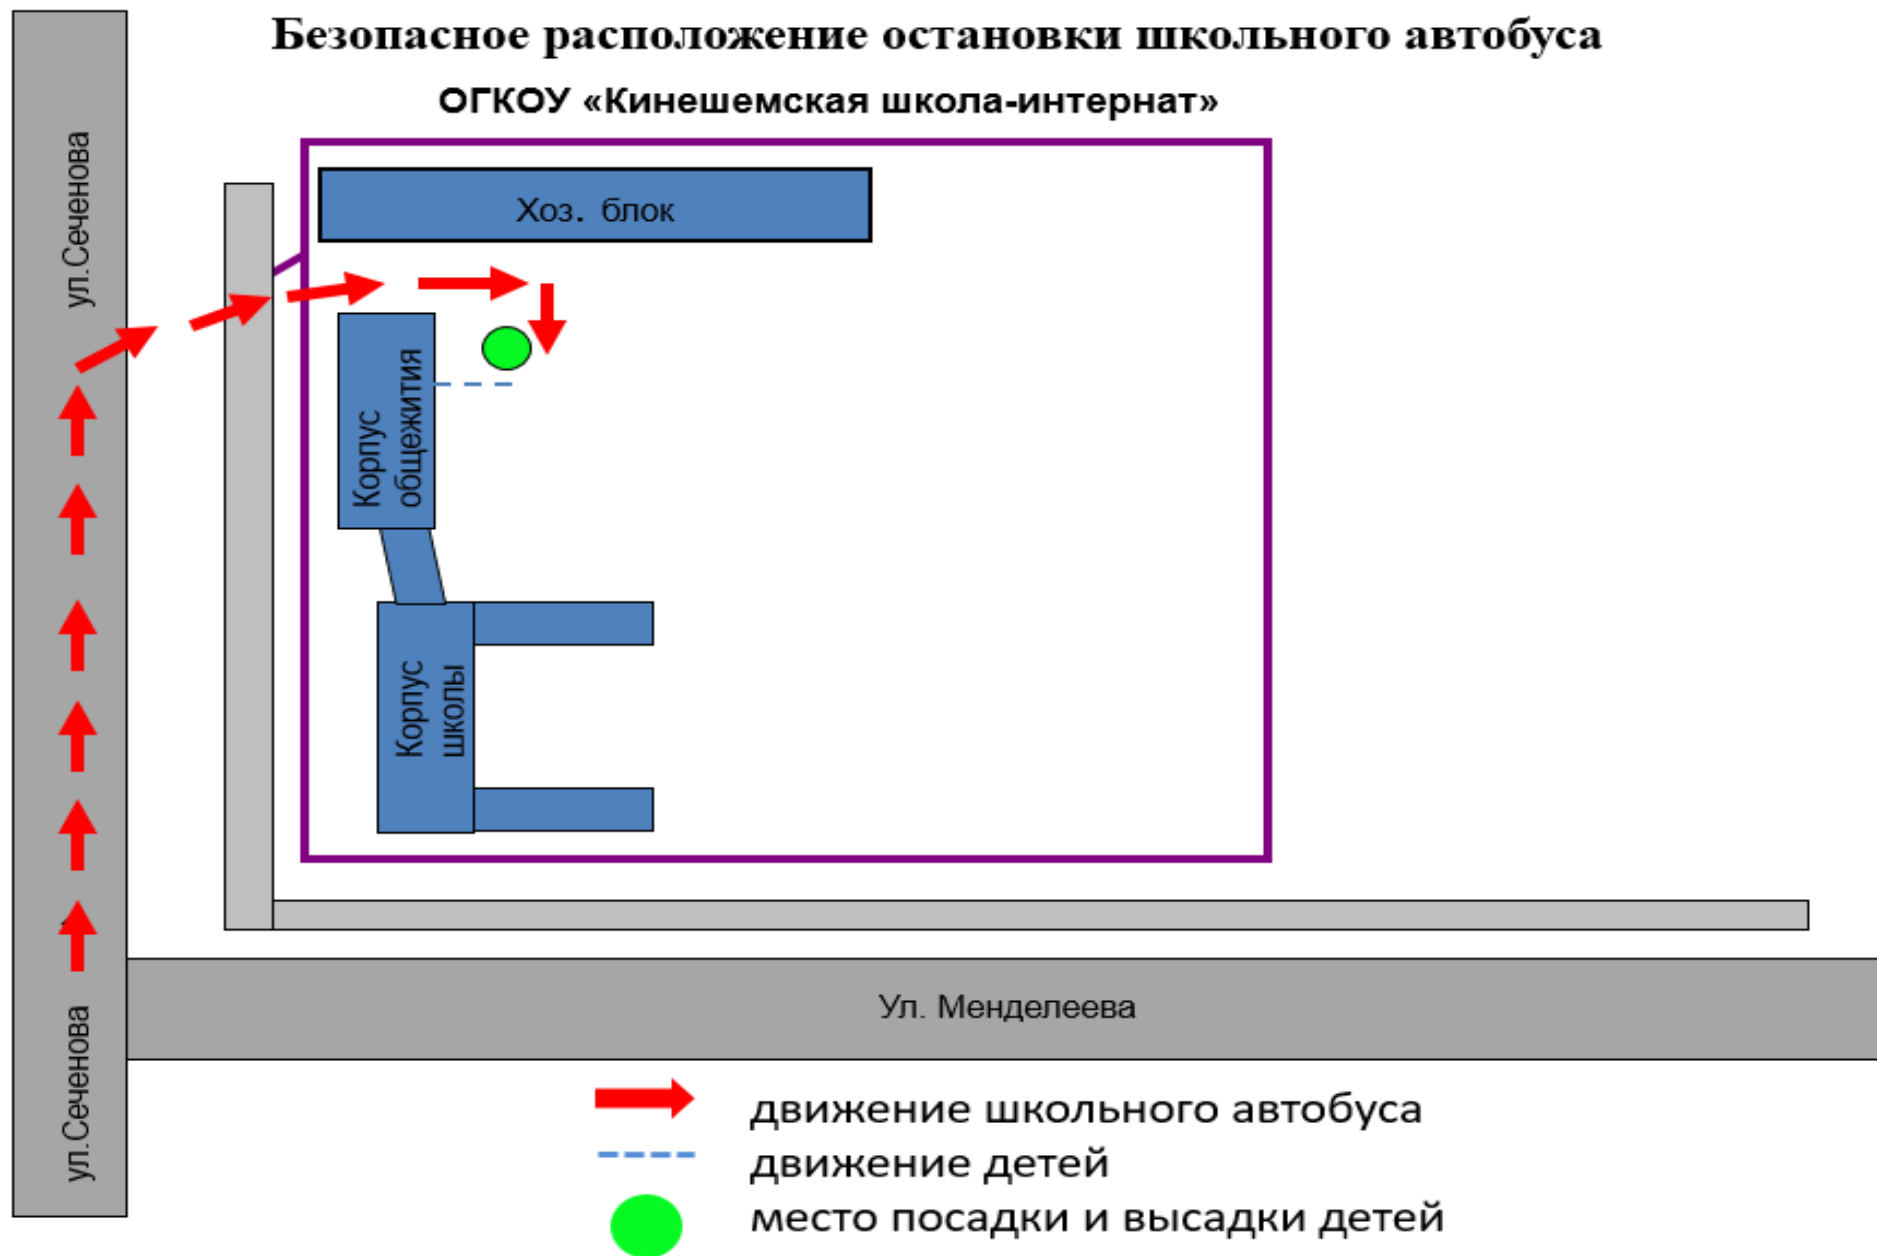 Безопасное расположение остановки школьного автобуса
ОГКОУ «Кинешемская школа-интернат»
ул.Сеченова
Хоз. блок
Корпус
общежития
Корпус
школы
Ул. Менделеева
ул.Сеченова
движение школьного автобуса
движение детей
место посадки и высадки детей